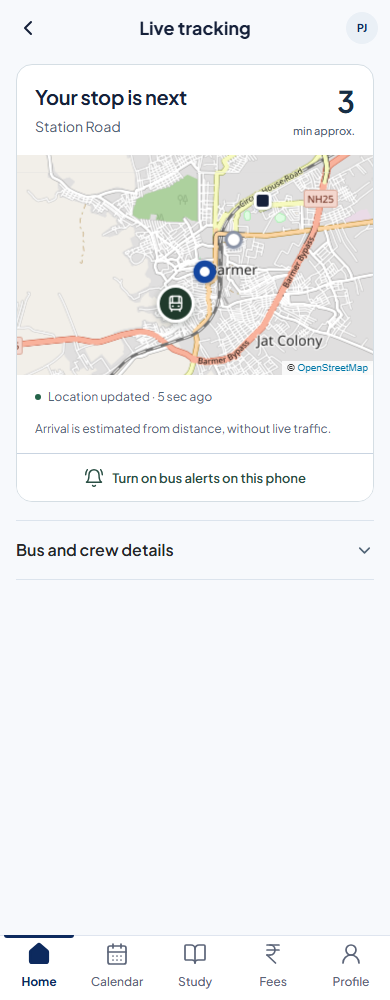 Live tracking
PJ
Your stop is next
3
Station Road
min approx.
House Road
NH25
armer
Barmer Bypass
Jat Colony
Barmer Bypass
© OpenStreetMap
Location updated · 5 sec ago
Arrival is estimated from distance, without live traffic.
Turn on bus alerts on this phone
Bus and crew details
Home
Calendar
Study
Fees
Profile